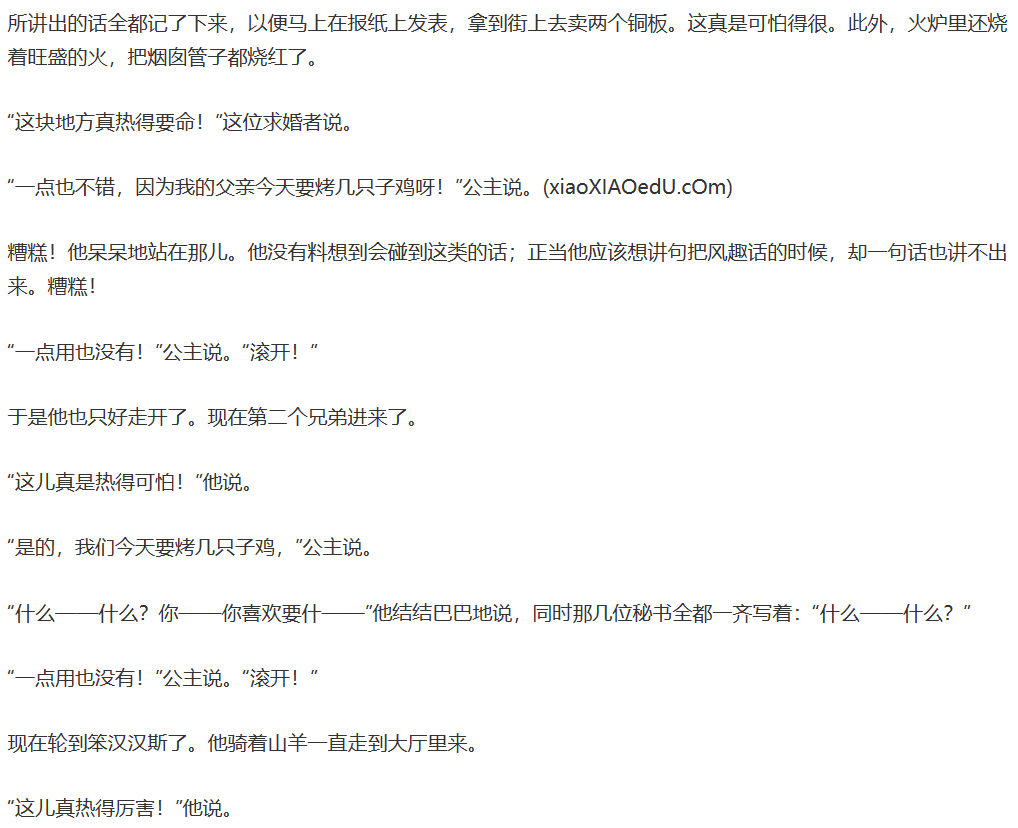 所讲出的话全都记了下来，以便马上在报纸上发表，拿到街上去卖两个铜板。这真是可怕得很。此外，火炉里还烧
着旺盛的火，把烟囱管子都烧红了。
“这块地方真热得要命！”这位求婚者说。
“一点也不错，因为我的父亲今天要烤几只子鸡呀！”公主说。(xiaoXIAOedU.cOm)
糟糕！他呆呆地站在那儿。他没有料想到会碰到这类的话；正当他应该想讲句把风趣话的时候，却一句话也讲不出
来。糟糕！
“一点用也没有！”公主说。“滚开！”
于是他也只好走开了。现在第二个兄弟进来了。
“这儿真是热得可怕！”他说。
“是的，我们今天要烤几只子鸡，”公主说。
“什么——什么？你——你喜欢要什——”他结结巴巴地说，同时那几位秘书全都一齐写着：“什么——什么？”
“一点用也没有！”公主说。“滚开！”
现在轮到笨汉汉斯了。他骑着山羊一直走到大厅里来。
“这儿真热得厉害！”他说。